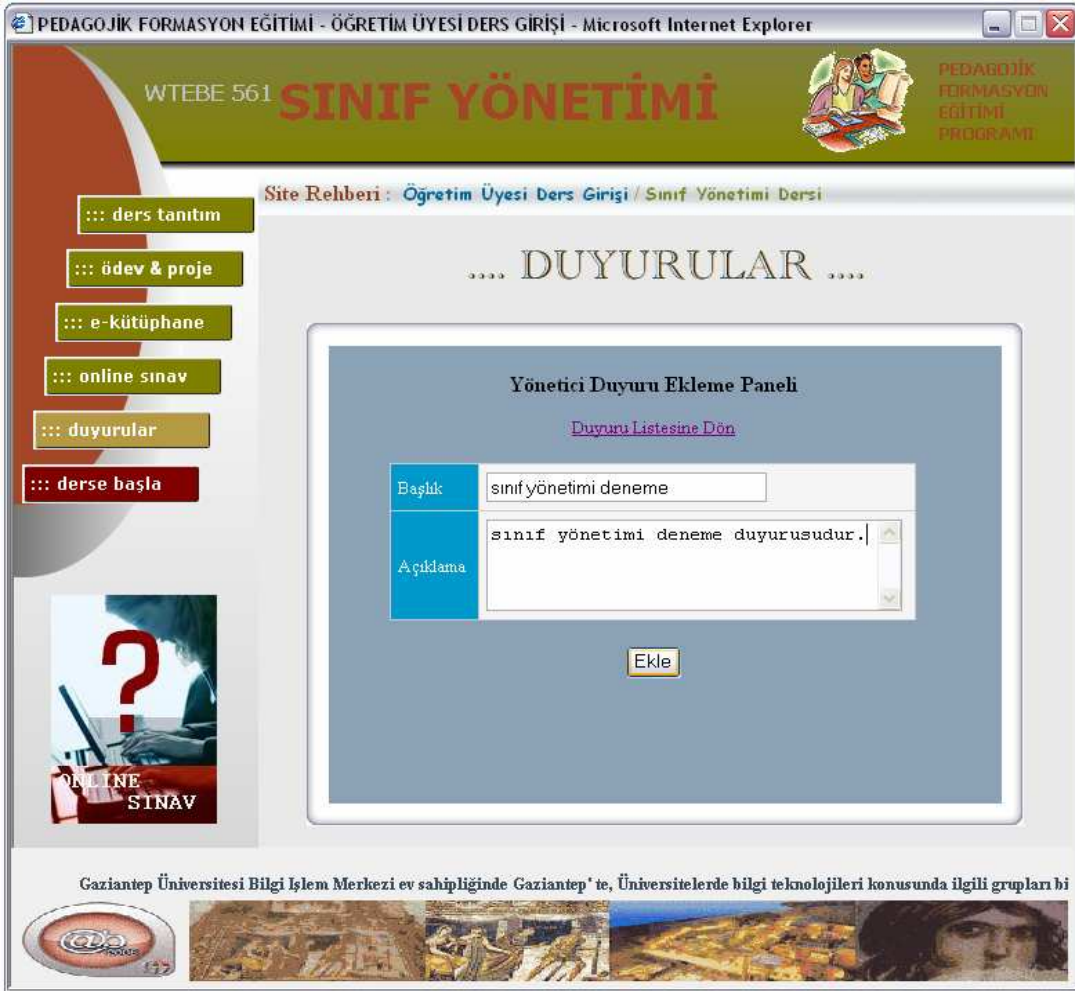 PEDAGOJİK FORMASYON EĞİTİMİ - ÖĞRETİM ÜYESİ DERS GİRİŞİ - Microsoft Internet Explorer
WTEBE 561 SINIF YÖNETİMİ
PEDAGOJİK
FORMASYON
EĞİTİMİ
PROGRAMI
Site Rehberi : Öğretim Üyesi Ders Girişi / Sınıf Yönetimi Dersi
::: ders tanıtım
::: ödev & proje
::: e-kütüphane
::: online sınav
::: duyurular
::: derse başla
.... DUYURULAR ....
Yönetici Duyuru Ekleme Paneli
Duyuru Listesine Dön
Başlık
sınıf yönetimi deneme
Açıklama
sınıf yönetimi deneme duyurusudur.
Ekle
?
ONLINE
SINAV
Gaziantep Üniversitesi Bilgi Işlem Merkezi ev sahipliğinde Gaziantep' te, Üniversitelerde bilgi teknolojileri konusunda ilgili grupları bi